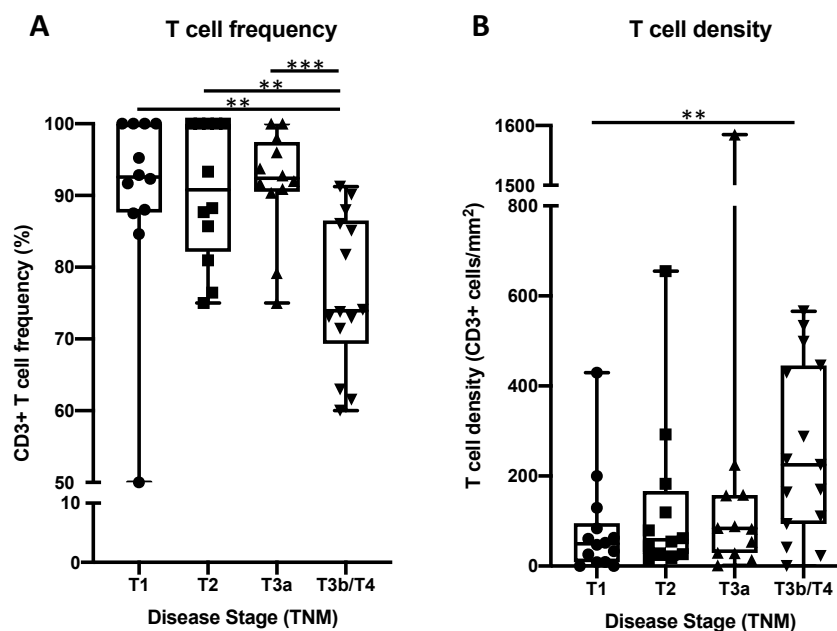 A
T cell frequency
***
**
**
CD3+ T cell frequency (%)
100
90
80
70
60
50
10
0
T1
T2
T3a
T3b/T4
Disease Stage (TNM)
B
T cell density
**
T cell density (CD3+ cells/mm²)
1600
1500
800
600
400
200
0
T1
T2
T3a
T3b/T4
Disease Stage (TNM)